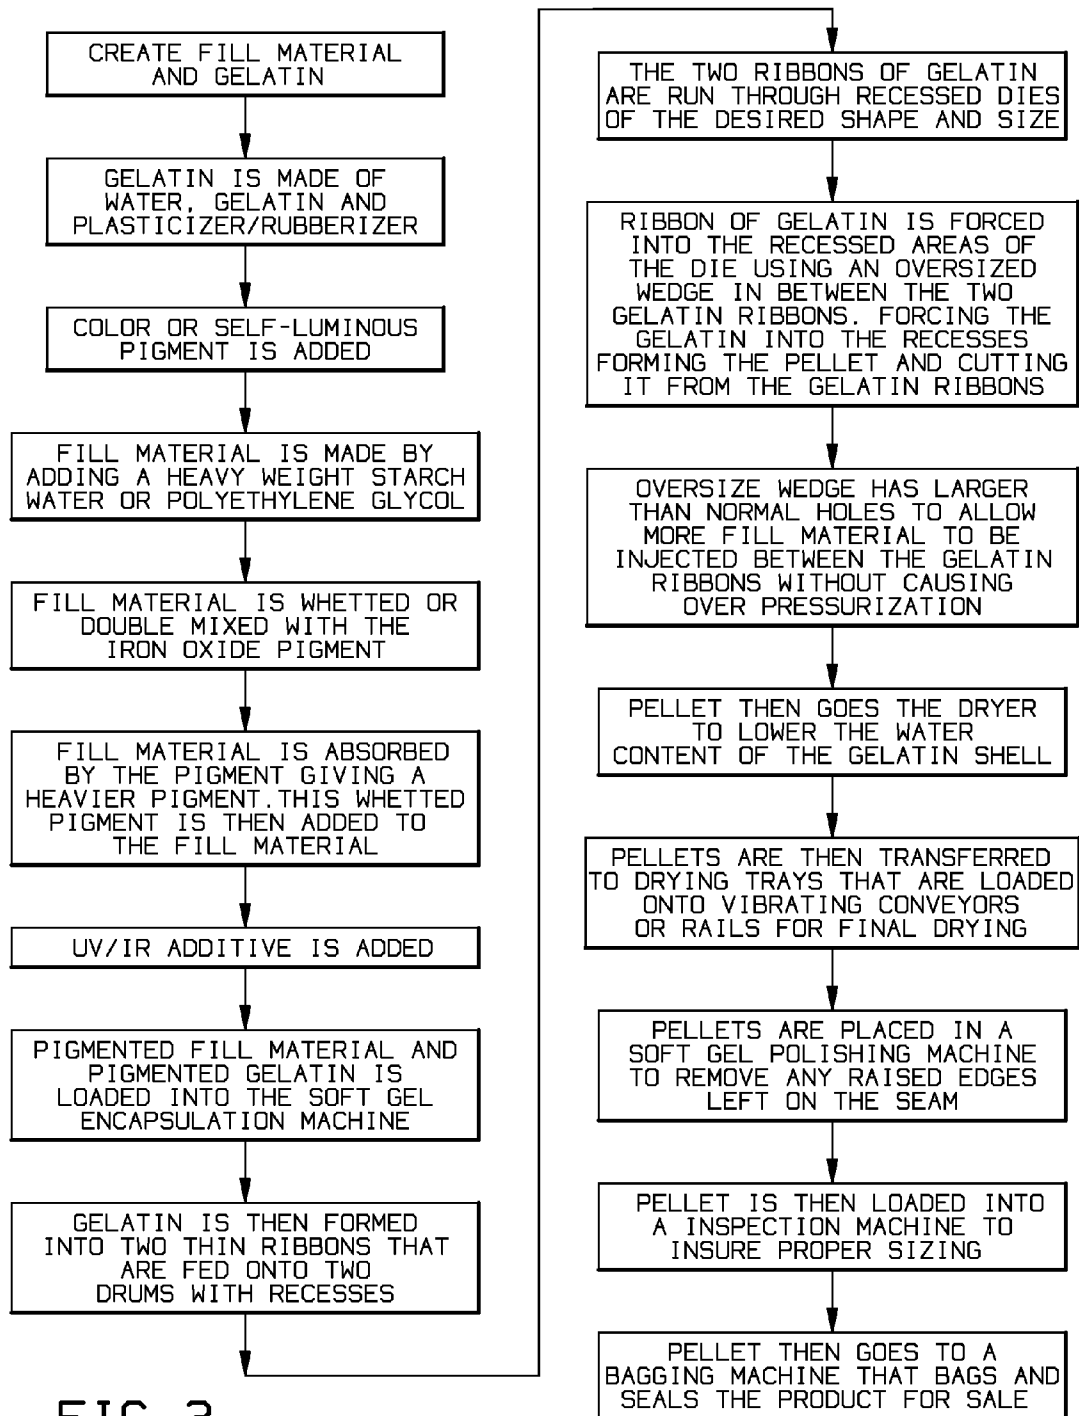 CREATE FILL MATERIAL
AND GELATIN
GELATIN IS MADE OF
WATER, GELATIN AND
PLASTICIZER/RUBBERIZER
COLOR OR SELF-LUMINOUS
PIGMENT IS ADDED
FILL MATERIAL IS MADE BY
ADDING A HEAVY WEIGHT STARCH
WATER OR POLYETHYLENE GLYCOL
FILL MATERIAL IS WHETTED OR
DOUBLE MIXED WITH THE
IRON OXIDE PIGMENT
FILL MATERIAL IS ABSORBED
BY THE PIGMENT GIVING A
HEAVIER PIGMENT.THIS WHETTED
PIGMENT IS THEN ADDED TO
THE FILL MATERIAL
UV/IR ADDITIVE IS ADDED
PIGMENTED FILL MATERIAL AND
PIGMENTED GELATIN IS
LOADED INTO THE SOFT GEL
ENCAPSULATION MACHINE
GELATIN IS THEN FORMED
INTO TWO THIN RIBBONS THAT
ARE FED ONTO TWO
DRUMS WITH RECESSES
THE TWO RIBBONS OF GELATIN
ARE RUN THROUGH RECESSED DIES
OF THE DESIRED SHAPE AND SIZE
RIBBON OF GELATIN IS FORCED
INTO THE RECESSED AREAS OF
THE DIE USING AN OVERSIZED
WEDGE IN BETWEEN THE TWO
GELATIN RIBBONS. FORCING THE
GELATIN INTO THE RECESSES
FORMING THE PELLET AND CUTTING
IT FROM THE GELATIN RIBBONS
OVERSIZE WEDGE HAS LARGER
THAN NORMAL HOLES TO ALLOW
MORE FILL MATERIAL TO BE
INJECTED BETWEEN THE GELATIN
RIBBONS WITHOUT CAUSING
OVER PRESSURIZATION
PELLET THEN GOES THE DRYER
TO LOWER THE WATER
CONTENT OF THE GELATIN SHELL
PELLETS ARE THEN TRANSFERRED
TO DRYING TRAYS THAT ARE LOADED
ONTO VIBRATING CONVEYORS
OR RAILS FOR FINAL DRYING
PELLETS ARE PLACED IN A
SOFT GEL POLISHING MACHINE
TO REMOVE ANY RAISED EDGES
LEFT ON THE SEAM
PELLET IS THEN LOADED INTO
A INSPECTION MACHINE TO
INSURE PROPER SIZING
PELLET THEN GOES TO A
BAGGING MACHINE THAT BAGS AND
SEALS THE PRODUCT FOR SALE